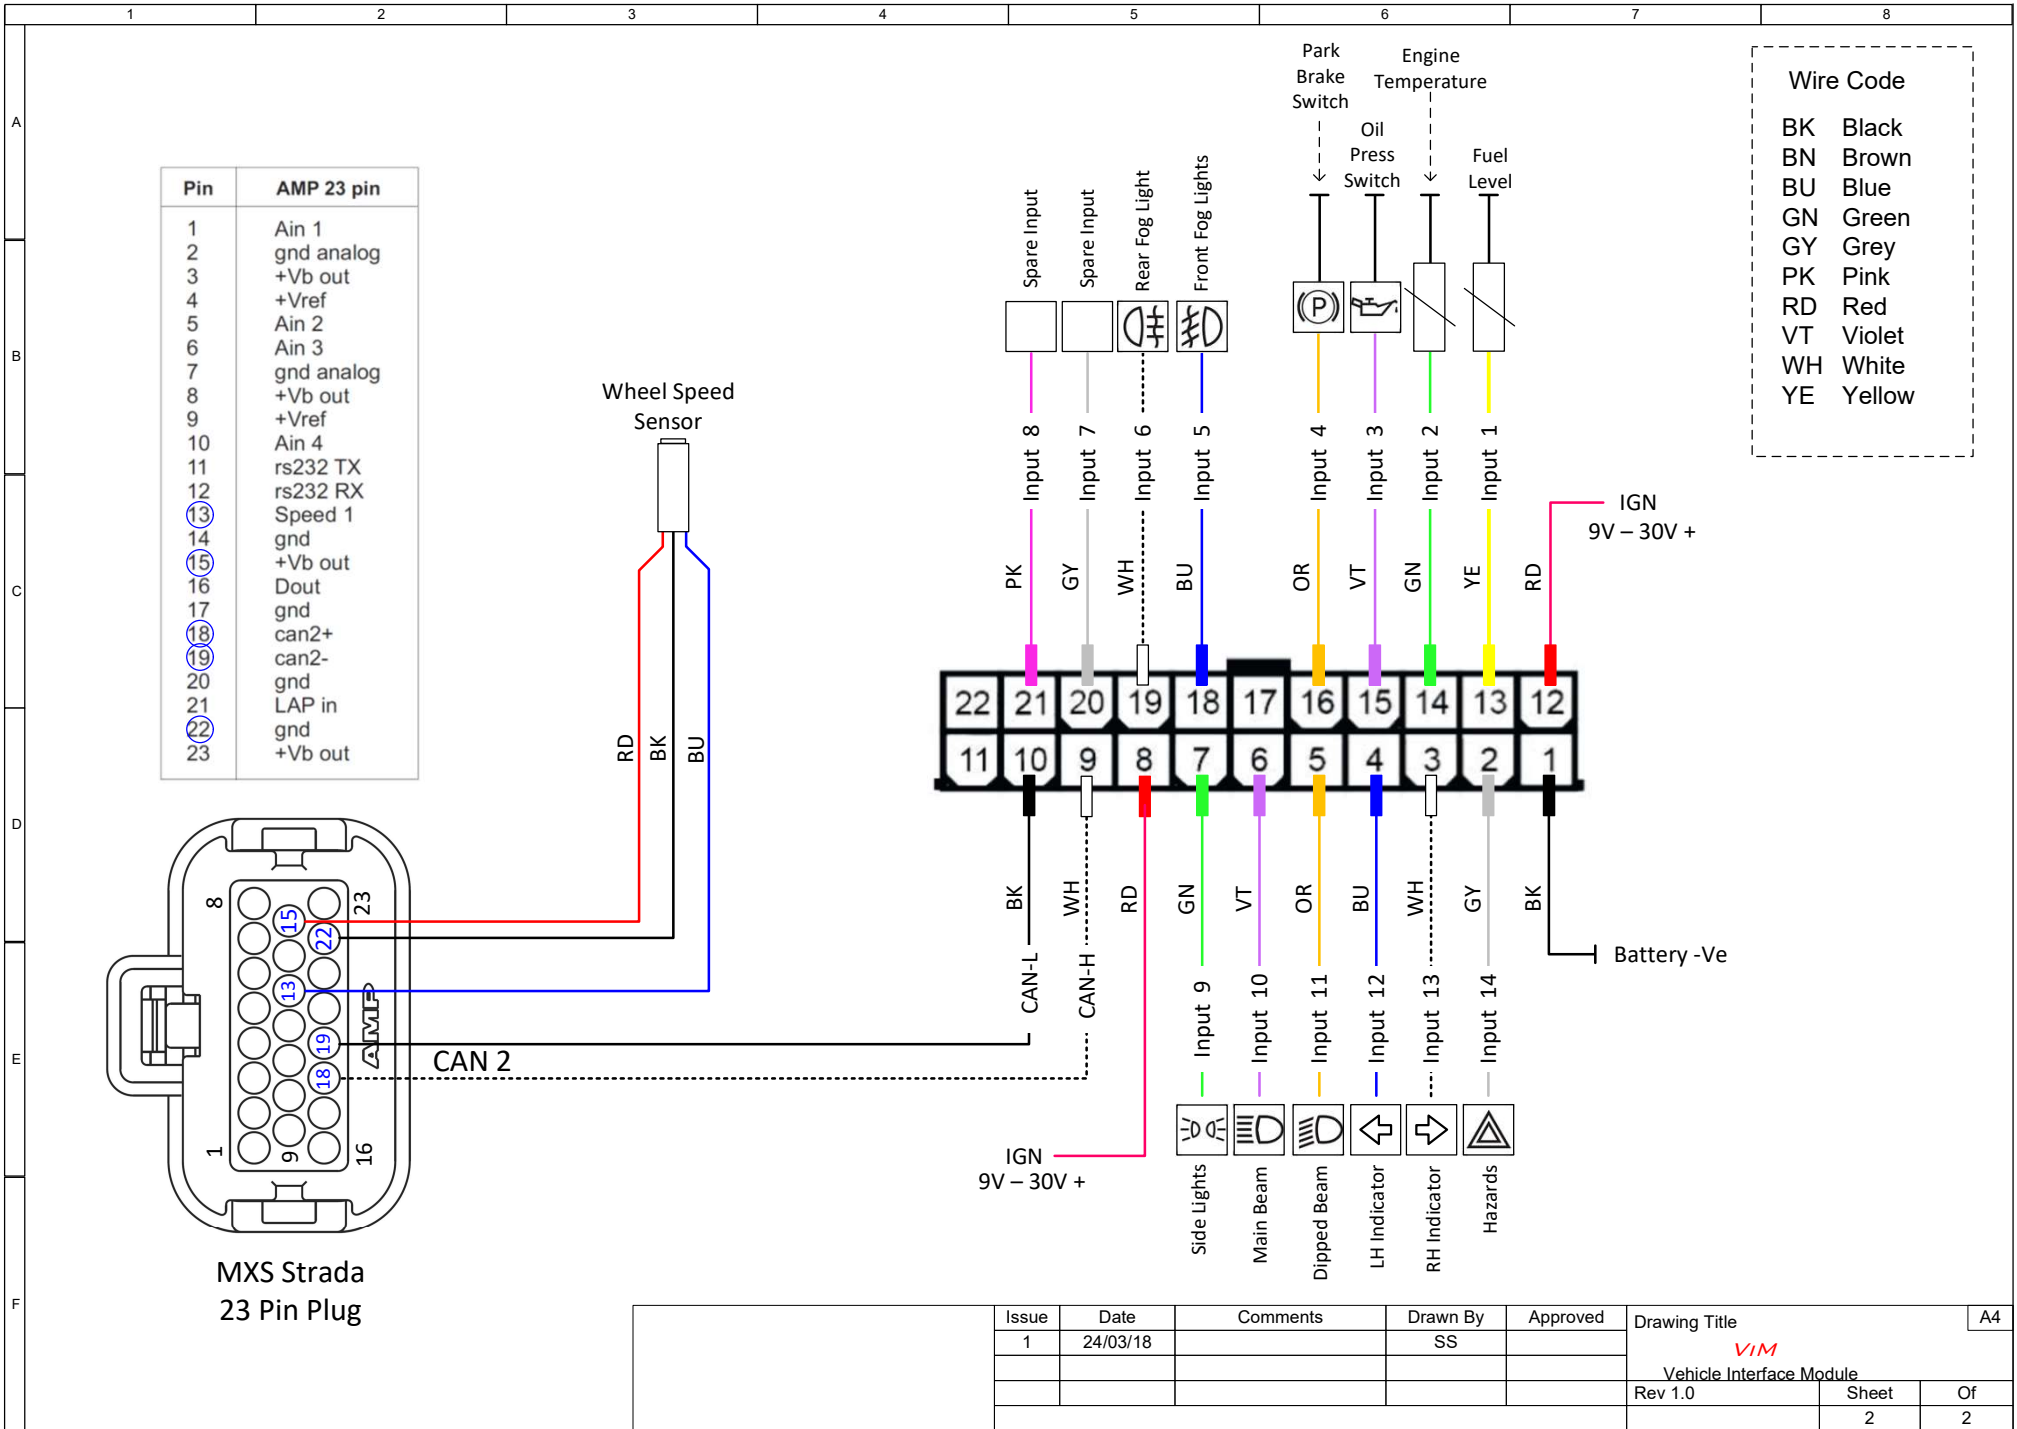 1 2 3 4 5 6 7 8
A
B
C
D
E
F
Pin AMP 23 pin
1 Ain 1
2 gnd analog
3 +Vb out
4 +Vref
5 Ain 2
6 Ain 3
7 gnd analog
8 +Vb out
9 +Vref
10 Ain 4
11 rs232 TX
12 rs232 RX
13 Speed 1
14 gnd
15 +Vb out
16 Dout
17 gnd
18 can2+
19 can2-
20 gnd
21 LAP in
22 gnd
23 +Vb out
Wheel Speed
Sensor
RD
BK
BU
8
23
15
22
13
19
18
AMP
1
9
16
CAN 2
MXS Strada
23 Pin Plug
Spare Input
Spare Input
Rear Fog Light
Front Fog Lights
Park
Brake
Switch
Oil
Press
Switch
Engine
Temperature
Fuel
Level
P
Input 8
Input 7
Input 6
Input 5
Input 4
Input 3
Input 2
Input 1
IGN
9V – 30V +
PK
GY
WH
BU
OR
VT
GN
YE
RD
22 21 20 19 18 17 16 15 14 13 12
11 10 9 8 7 6 5 4 3 2 1
BK
WH
RD
GN
VT
OR
BU
WH
GY
BK
CAN-L
CAN-H
Input 9
Input 10
Input 11
Input 12
Input 13
Input 14
Battery -Ve
IGN
9V – 30V +
Side Lights
Main Beam
Dipped Beam
LH Indicator
RH Indicator
Hazards
Wire Code
BK Black
BN Brown
BU Blue
GN Green
GY Grey
PK Pink
RD Red
VT Violet
WH White
YE Yellow
Issue Date Comments Drawn By Approved
1 24/03/18 SS
Drawing Title A4
VIM
Vehicle Interface Module
Rev 1.0 Sheet Of
2 2